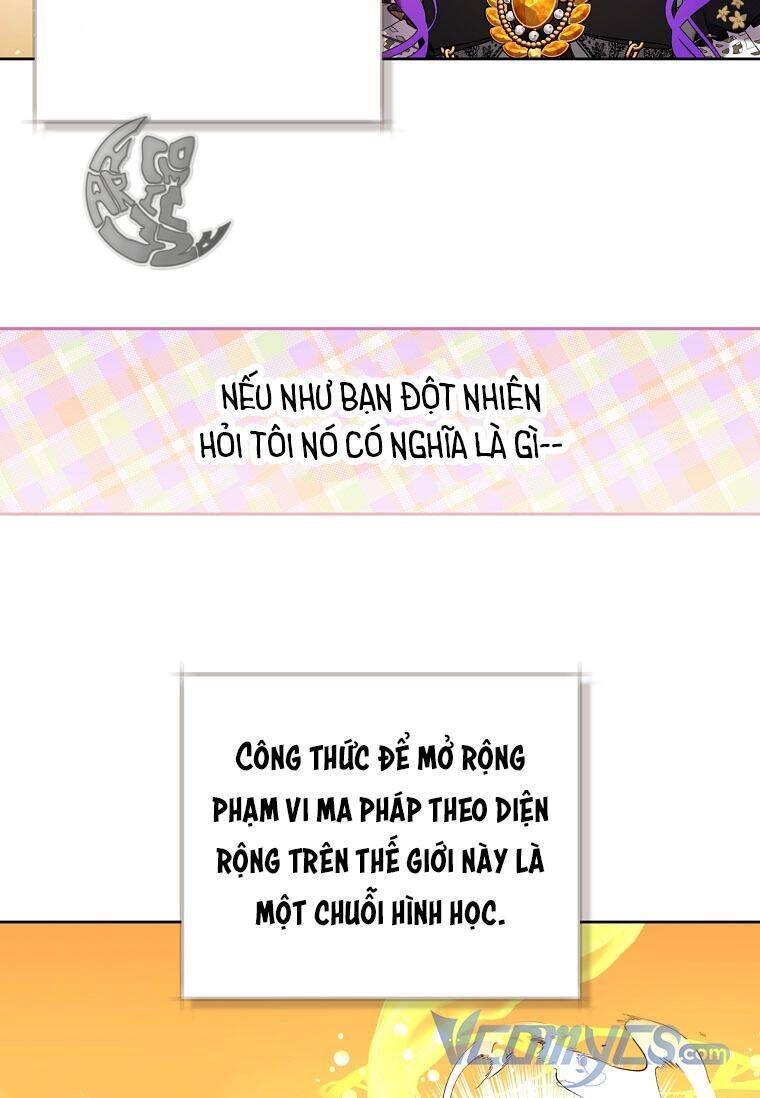 NẾU NHƯ BẠN ĐỘT NHIÊN
HỎI TÔI NÓ CÓ NGHĨA LÀ GÌ--
CÔNG THỨC ĐỂ MỞ RỘNG
PHẠM VI MA PHÁP THEO DIỆN
RỘNG TRÊN THẾ GIỚI NÀY LÀ
MỘT CHUỖI HÌNH HỌC.
VCOMYCS.COM